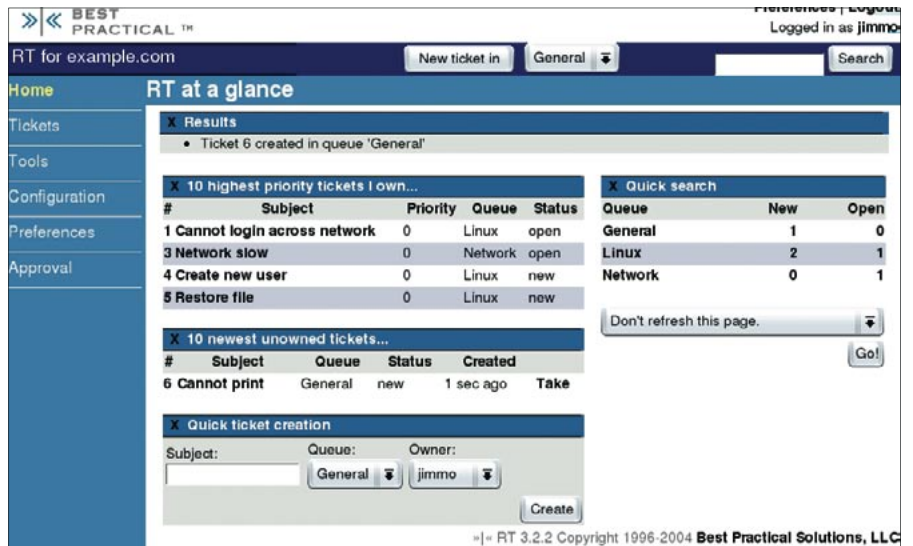 »|« BEST
PRACTICAL ™
Preferences | Logout
Logged in as jimmo
RT for example.com
New ticket in
General
Search
Home
RT at a glance
Tickets
Tools
Configuration
Preferences
Approval
X Results
• Ticket 6 created in queue 'General'
X 10 highest priority tickets I own...
# Subject Priority Queue Status
1 Cannot login across network 0 Linux open
3 Network slow 0 Network open
4 Create new user 0 Linux new
5 Restore file 0 Linux new
X Quick search
Queue New Open
General 1 0
Linux 2 1
Network 0 1
Don't refresh this page.
Go!
X 10 newest unowned tickets...
# Subject Queue Status Created
6 Cannot print General new 1 sec ago Take
X Quick ticket creation
Subject: Queue: Owner:
General jimmo
Create
»|« RT 3.2.2 Copyright 1996-2004 Best Practical Solutions, LLC